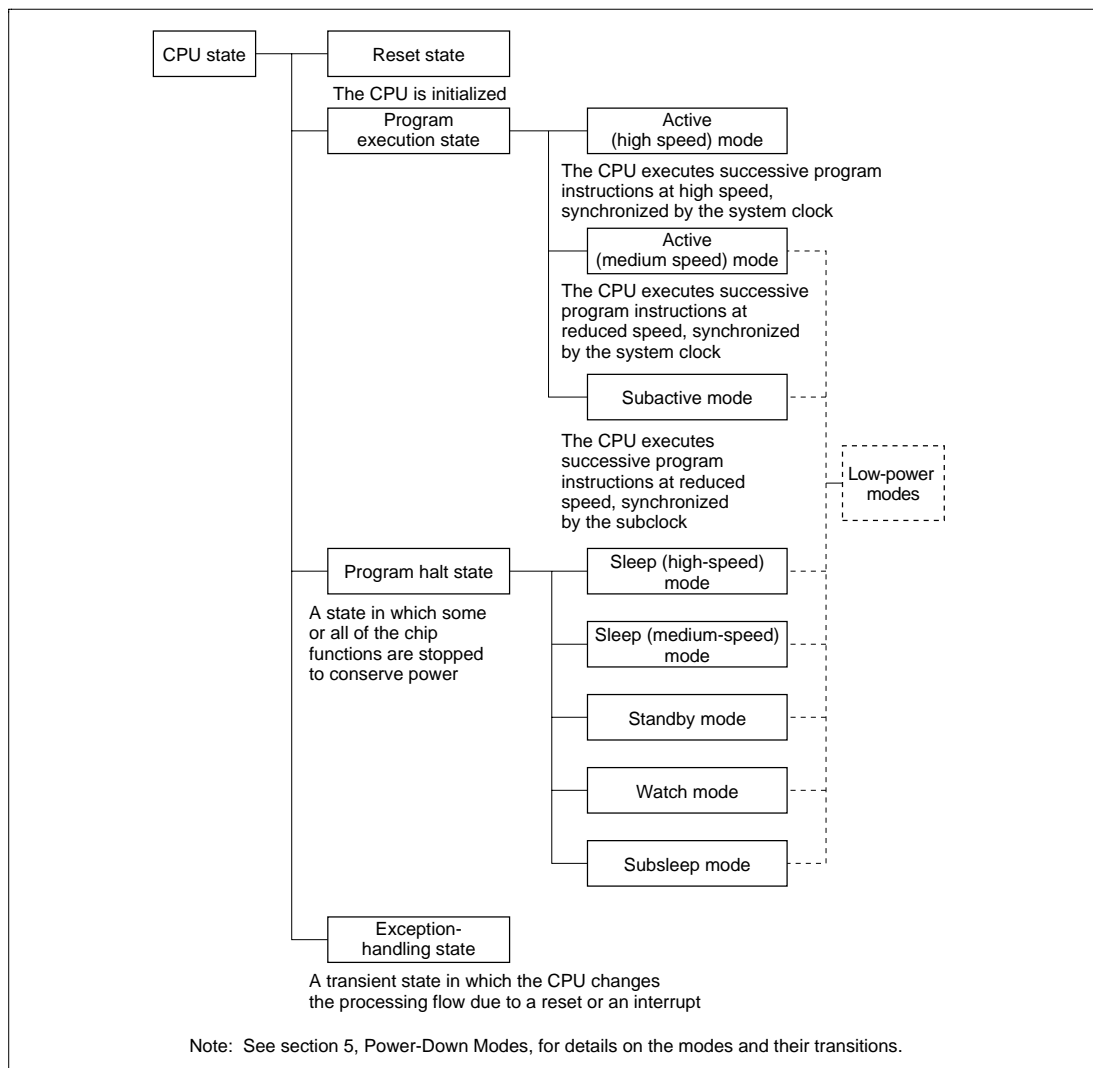 CPU state
Reset state
The CPU is initialized
Program
execution state
Active
(high speed) mode
The CPU executes successive program
instructions at high speed,
synchronized by the system clock
Active
(medium speed) mode
The CPU executes successive
program instructions at
reduced speed, synchronized
by the system clock
Subactive mode
The CPU executes
successive program
instructions at reduced
speed, synchronized
by the subclock
Low-power
modes
Program halt state
A state in which some
or all of the chip
functions are stopped
to conserve power
Sleep (high-speed)
mode
Sleep (medium-speed)
mode
Standby mode
Watch mode
Subsleep mode
Exception-
handling state
A transient state in which the CPU changes
the processing flow due to a reset or an interrupt
Note: See section 5, Power-Down Modes, for details on the modes and their transitions.